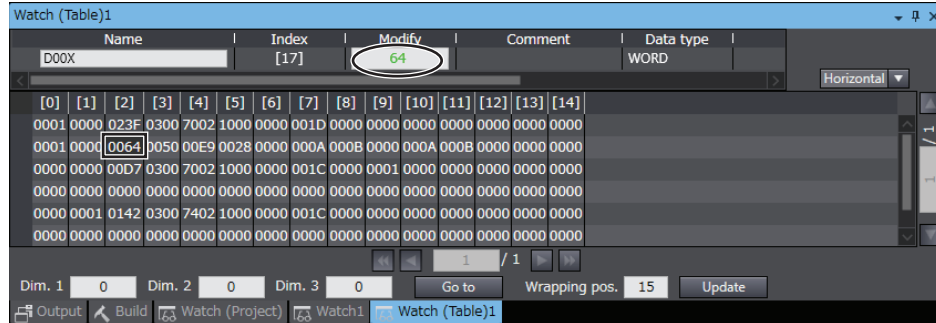 Watch (Table)1
Name Index Modify Comment Data type
D00X [17] 64 WORD
Horizontal
[0] [1] [2] [3] [4] [5] [6] [7] [8] [9] [10] [11] [12] [13] [14]
0001 0000 023F 0300 7002 1000 0000 001D 0000 0000 0000 0000 0000 0000 0000
0001 0000 0064 0050 00E9 0028 0000 000A 000B 0000 000A 000B 0000 0000 0000
0000 0000 00D7 0300 7002 1000 0000 001C 0000 0001 0000 0000 0000 0000 0000
0000 0000 0000 0000 0000 0000 0000 0000 0000 0000 0000 0000 0000 0000 0000
0000 0001 0142 0300 7402 1000 0000 001C 0000 0000 0000 0000 0000 0000 0000
0000 0000 0000 0000 0000 0000 0000 0000 0000 0000 0000 0000 0000 0000 0000
1 / 1
1 / 1
Dim. 1 0 Dim. 2 0 Dim. 3 0 Go to Wrapping pos. 15 Update
Output Build Watch (Project) Watch1 Watch (Table)1